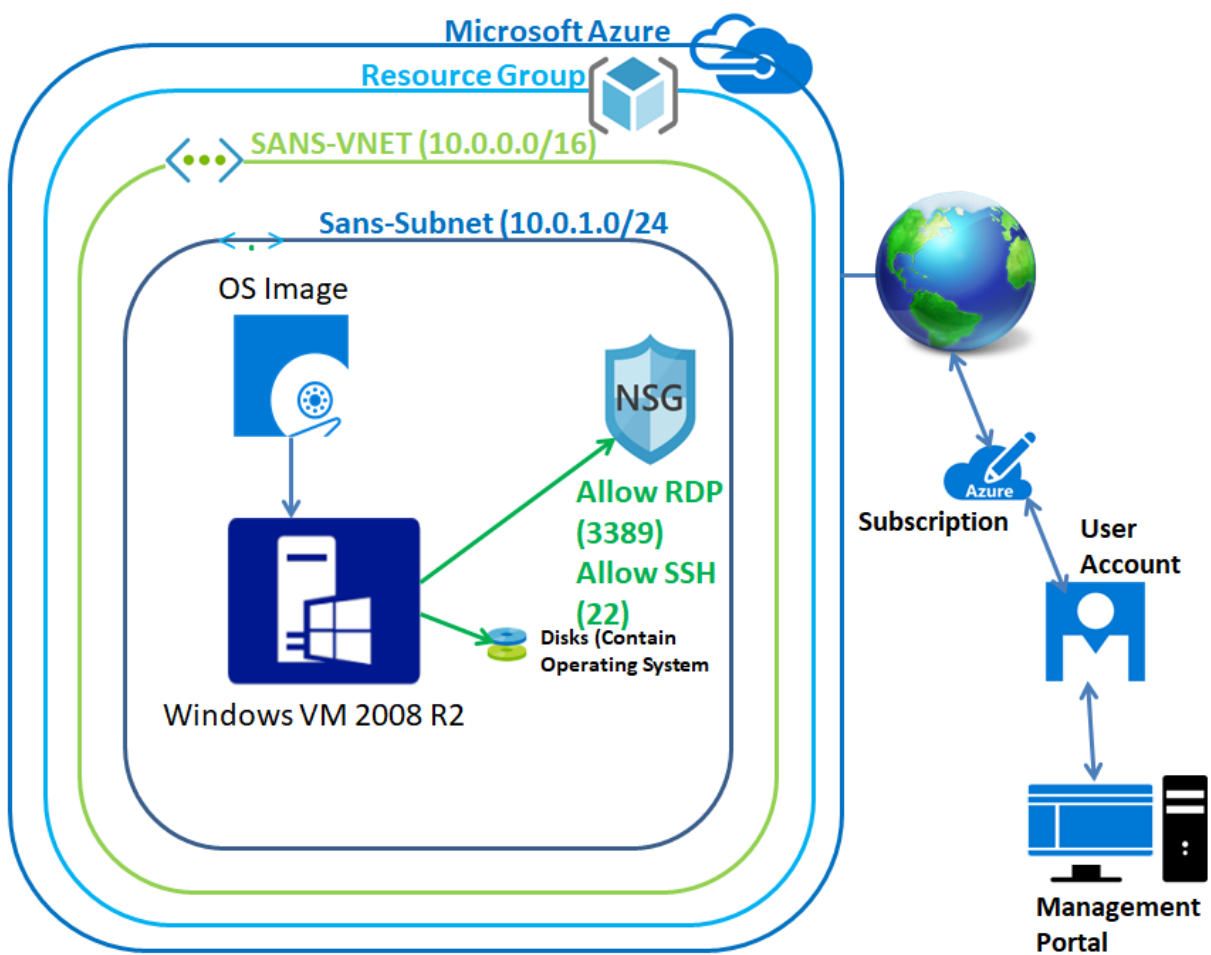 Microsoft Azure
Resource Group
SANS-VNET (10.0.0.0/16)
Sans-Subnet (10.0.1.0/24
OS Image
NSG
Allow RDP
(3389)
Allow SSH
(22)
Disks (Contain
Operating System
Windows VM 2008 R2
Azure
Subscription
User
Account
Management
Portal